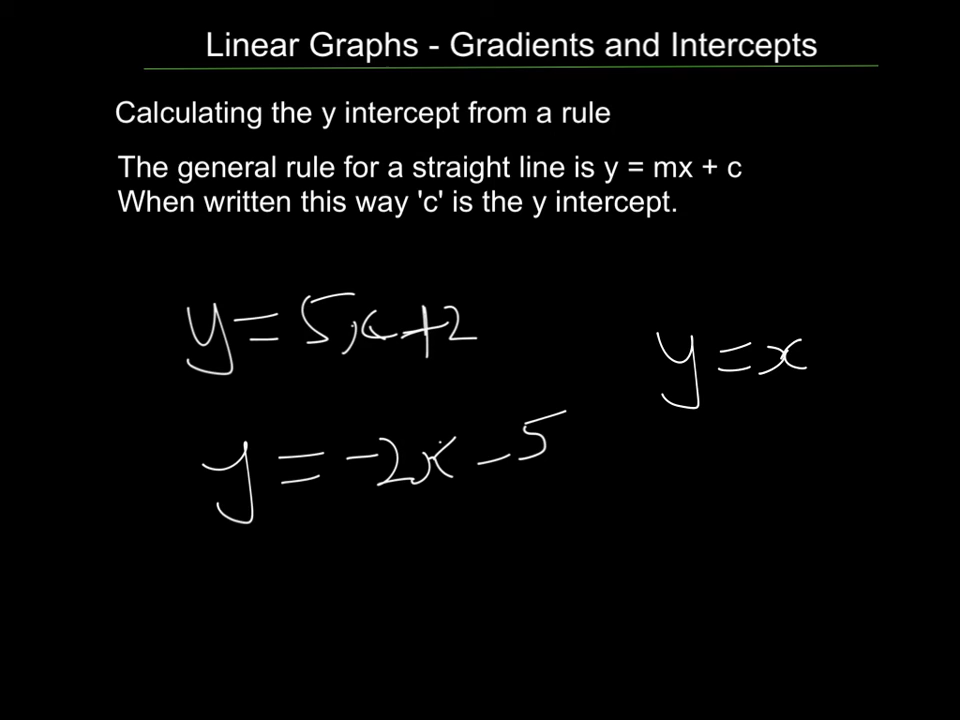 Linear Graphs - Gradients and Intercepts
Calculating the y intercept from a rule
The general rule for a straight line is y = mx + c
When written this way 'c' is the y intercept.
y = 5x + 2
y = x
y = -2x - 5